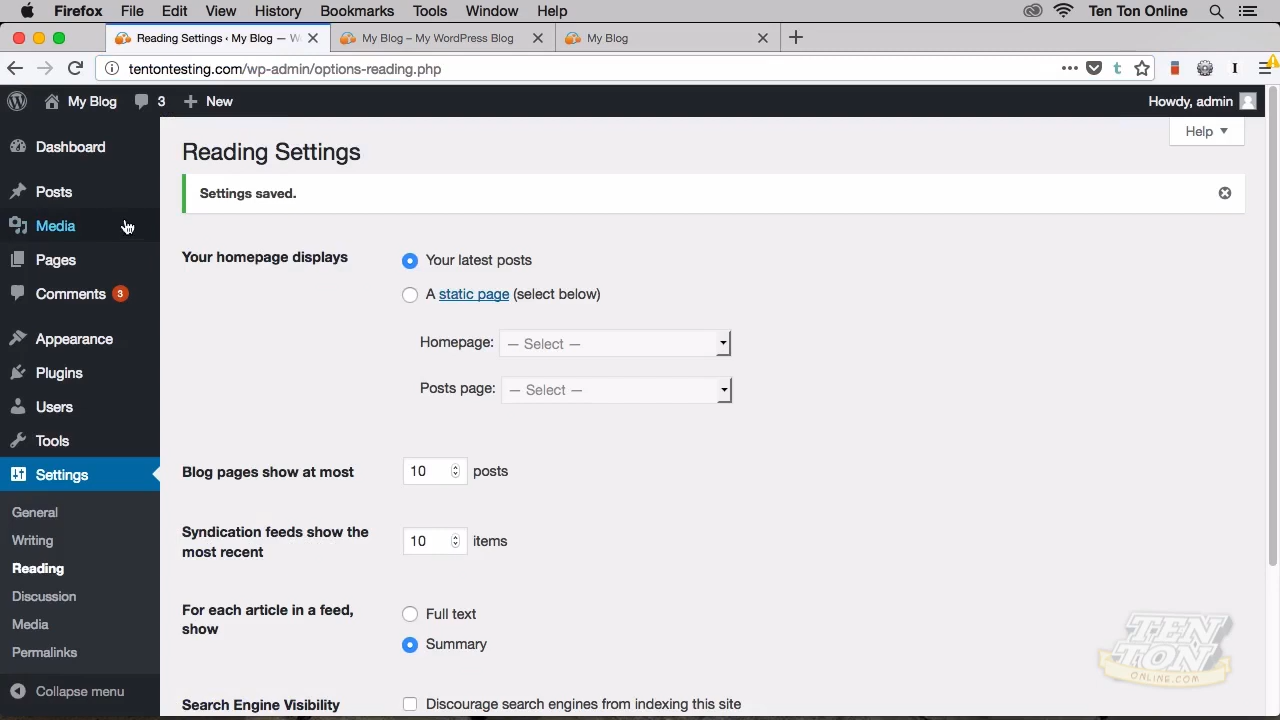 Firefox File Edit View History Bookmarks Tools Window Help Ten Ton Online
Reading Settings ‹ My Blog — W My Blog – My WordPress Blog My Blog
tentontesting.com/wp-admin/options-reading.php
My Blog 3 New Howdy, admin
Help
Dashboard
Posts
Media
Pages
Comments 3
Appearance
Plugins
Users
Tools
Settings
General
Writing
Reading
Discussion
Media
Permalinks
Collapse menu
Reading Settings
Settings saved.
Your homepage displays
Your latest posts
A static page (select below)
Homepage: — Select —
Posts page: — Select —
Blog pages show at most 10 posts
Syndication feeds show the
most recent
10 items
For each article in a feed,
show
Full text
Summary
Search Engine Visibility Discourage search engines from indexing this site
TEN
TON
ONLINE.COM